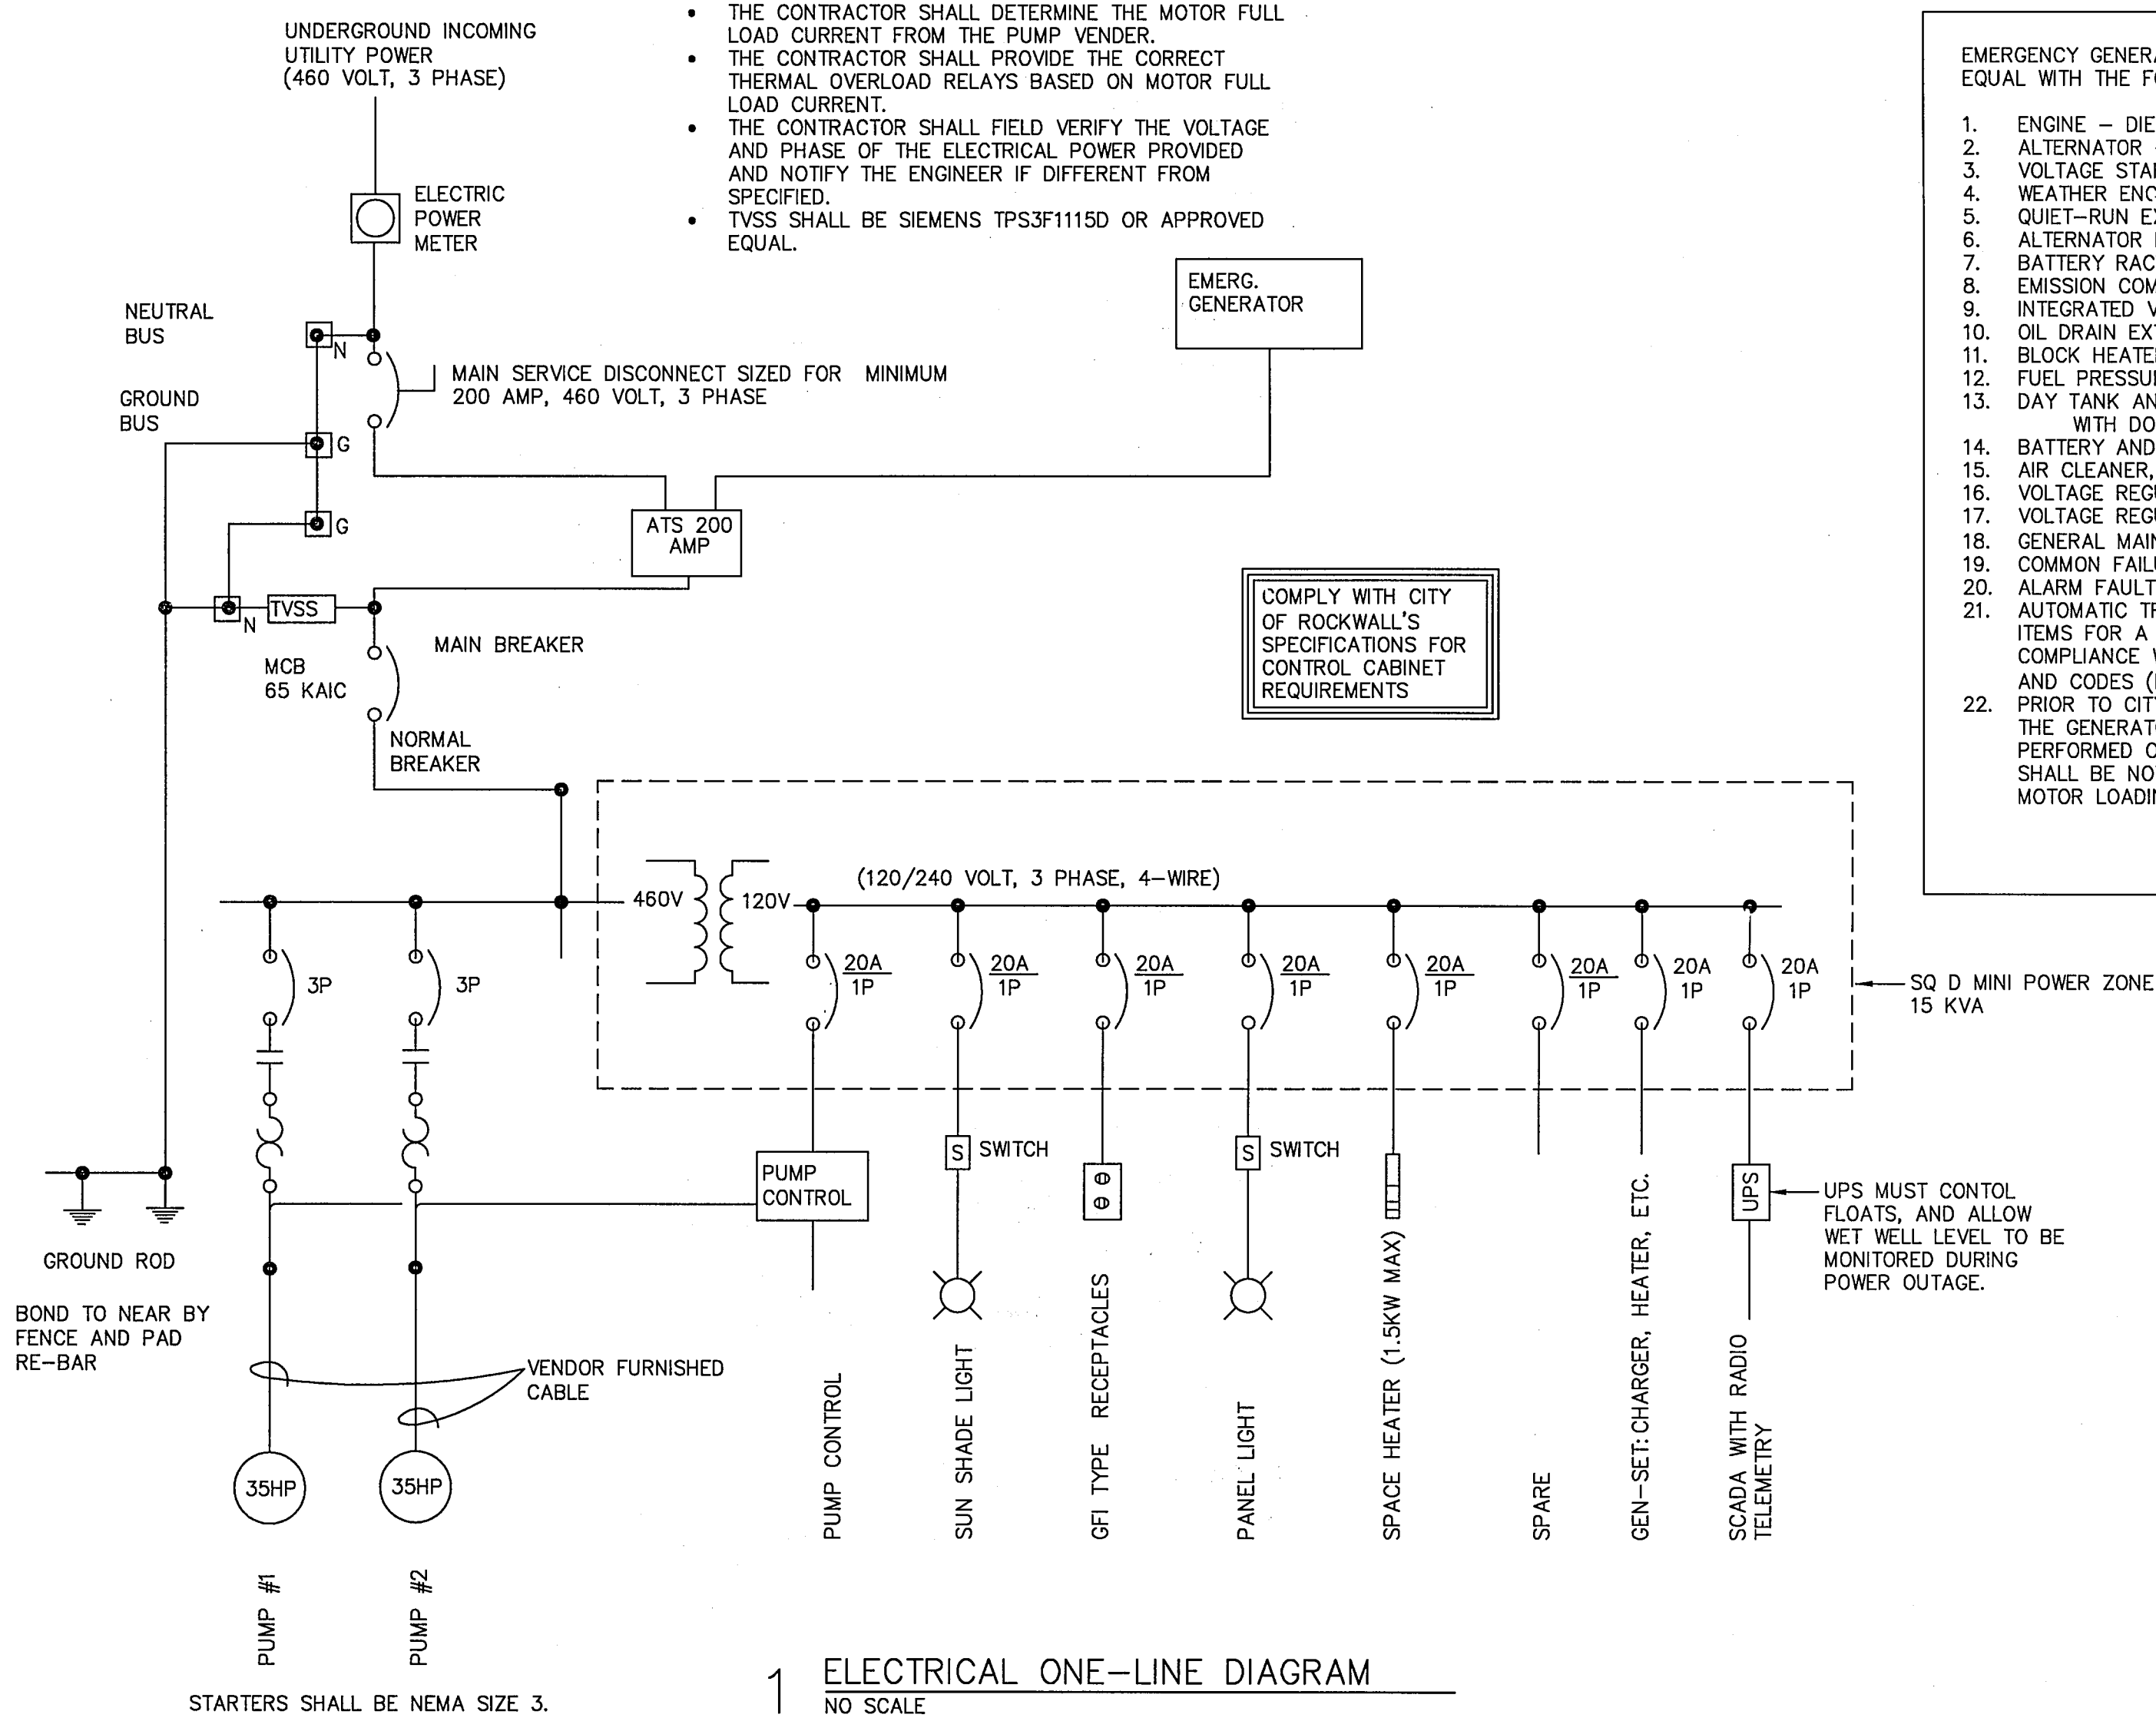 • THE CONTRACTOR SHALL DETERMINE THE MOTOR FULL
LOAD CURRENT FROM THE PUMP VENDER.
• THE CONTRACTOR SHALL PROVIDE THE CORRECT
THERMAL OVERLOAD RELAYS BASED ON MOTOR FULL
LOAD CURRENT.
• THE CONTRACTOR SHALL FIELD VERIFY THE VOLTAGE
AND PHASE OF THE ELECTRICAL POWER PROVIDED
AND NOTIFY THE ENGINEER IF DIFFERENT FROM
SPECIFIED.
• TVSS SHALL BE SIEMENS TPS3F1115D OR APPROVED
EQUAL.
UNDERGROUND INCOMING
UTILITY POWER
(460 VOLT, 3 PHASE)
ELECTRIC
POWER
METER
NEUTRAL
BUS
N
GROUND
BUS
G
G
MAIN SERVICE DISCONNECT SIZED FOR MINIMUM
200 AMP, 460 VOLT, 3 PHASE
EMERG.
GENERATOR
ATS 200
AMP
TVSS
N
MCB
65 KAIC
MAIN BREAKER
NORMAL
BREAKER
COMPLY WITH CITY
OF ROCKWALL'S
SPECIFICATIONS FOR
CONTROL CABINET
REQUIREMENTS
EMERGENCY GENER
EQUAL WITH THE F
1. ENGINE – DIE
2. ALTERNATOR
3. VOLTAGE STA
4. WEATHER ENC
5. QUIET–RUN E
6. ALTERNATOR
7. BATTERY RAC
8. EMISSION COM
9. INTEGRATED V
10. OIL DRAIN EXT
11. BLOCK HEATE
12. FUEL PRESSU
13. DAY TANK AN
WITH DO
14. BATTERY AND
15. AIR CLEANER,
16. VOLTAGE REG
17. VOLTAGE REG
18. GENERAL MAI
19. COMMON FAIL
20. ALARM FAULT
21. AUTOMATIC T
ITEMS FOR A
COMPLIANCE
AND CODES (
22. PRIOR TO CIT
THE GENERAT
PERFORMED
SHALL BE NO
MOTOR LOADI
(120/240 VOLT, 3 PHASE, 4–WIRE)
460V
120V
3P
3P
20A
1P
20A
1P
20A
1P
20A
1P
20A
1P
20A
1P
20A
1P
20A
1P
SQ D MINI POWER ZONE
15 KVA
PUMP
CONTROL
S SWITCH
S SWITCH
UPS
UPS MUST CONTOL
FLOATS, AND ALLOW
WET WELL LEVEL TO BE
MONITORED DURING
POWER OUTAGE.
GROUND ROD
BOND TO NEAR BY
FENCE AND PAD
RE–BAR
VENDOR FURNISHED
CABLE
35HP
35HP
PUMP #1
PUMP #2
PUMP CONTROL
SUN SHADE LIGHT
GFI TYPE RECEPTACLES
PANEL LIGHT
SPACE HEATER (1.5KW MAX)
SPARE
GEN–SET:CHARGER, HEATER, ETC.
SCADA WITH RADIO
TELEMETRY
STARTERS SHALL BE NEMA SIZE 3.
1 ELECTRICAL ONE–LINE DIAGRAM
NO SCALE